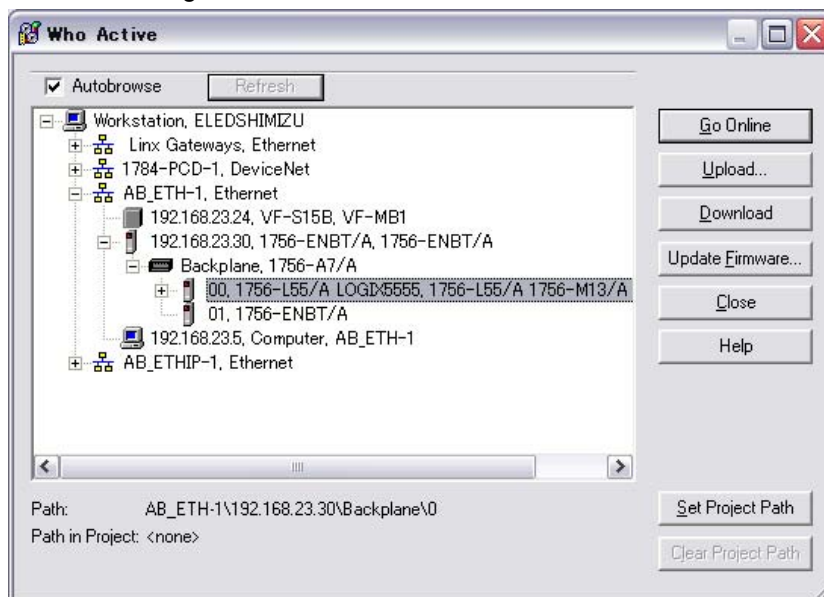 Who Active
Autobrowse
Refresh
Workstation, ELEDSHIMIZU
Linx Gateways, Ethernet
1784-PCD-1, DeviceNet
AB_ETH-1, Ethernet
192.168.23.24, VF-S15B, VF-MB1
192.168.23.30, 1756-ENBT/A, 1756-ENBT/A
Backplane, 1756-A7/A
00, 1756-L55/A LOGIX5555, 1756-L55/A 1756-M13/A
01, 1756-ENBT/A
192.168.23.5, Computer, AB_ETH-1
AB_ETHIP-1, Ethernet
Go Online
Upload...
Download
Update Firmware...
Close
Help
Path: AB_ETH-1\192.168.23.30\Backplane\0
Path in Project: <none>
Set Project Path
Clear Project Path